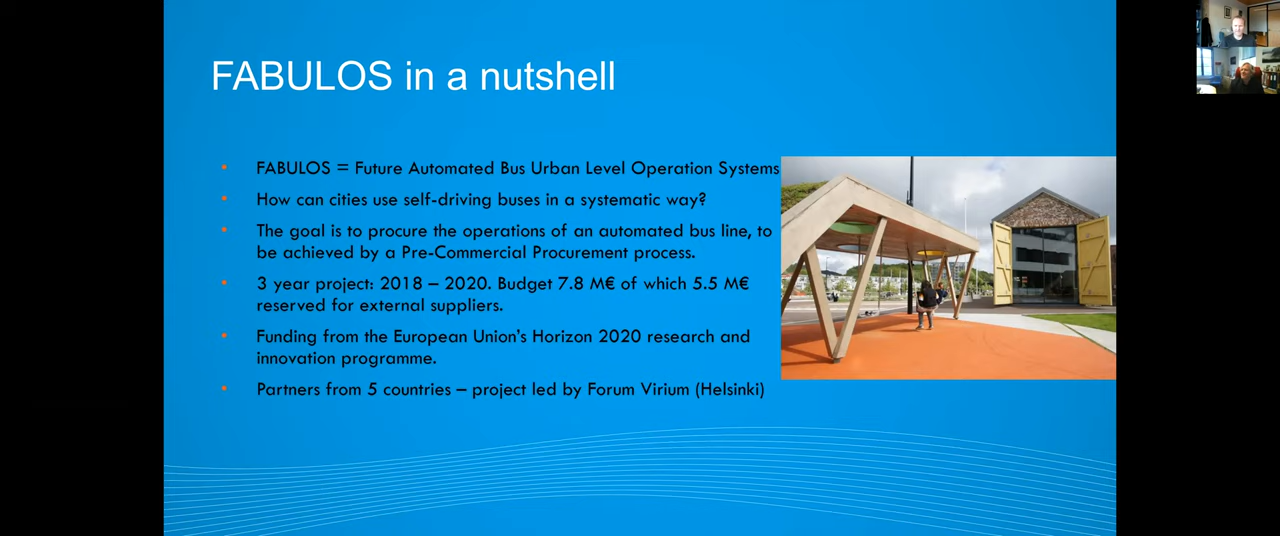 FABULOS in a nutshell
• FABULOS = Future Automated Bus Urban Level Operation Systems
• How can cities use self-driving buses in a systematic way?
• The goal is to procure the operations of an automated bus line, to
be achieved by a Pre-Commercial Procurement process.
• 3 year project: 2018 – 2020. Budget 7.8 M€ of which 5.5 M€
reserved for external suppliers.
• Funding from the European Union's Horizon 2020 research and
innovation programme.
• Partners from 5 countries – project led by Forum Virium (Helsinki)